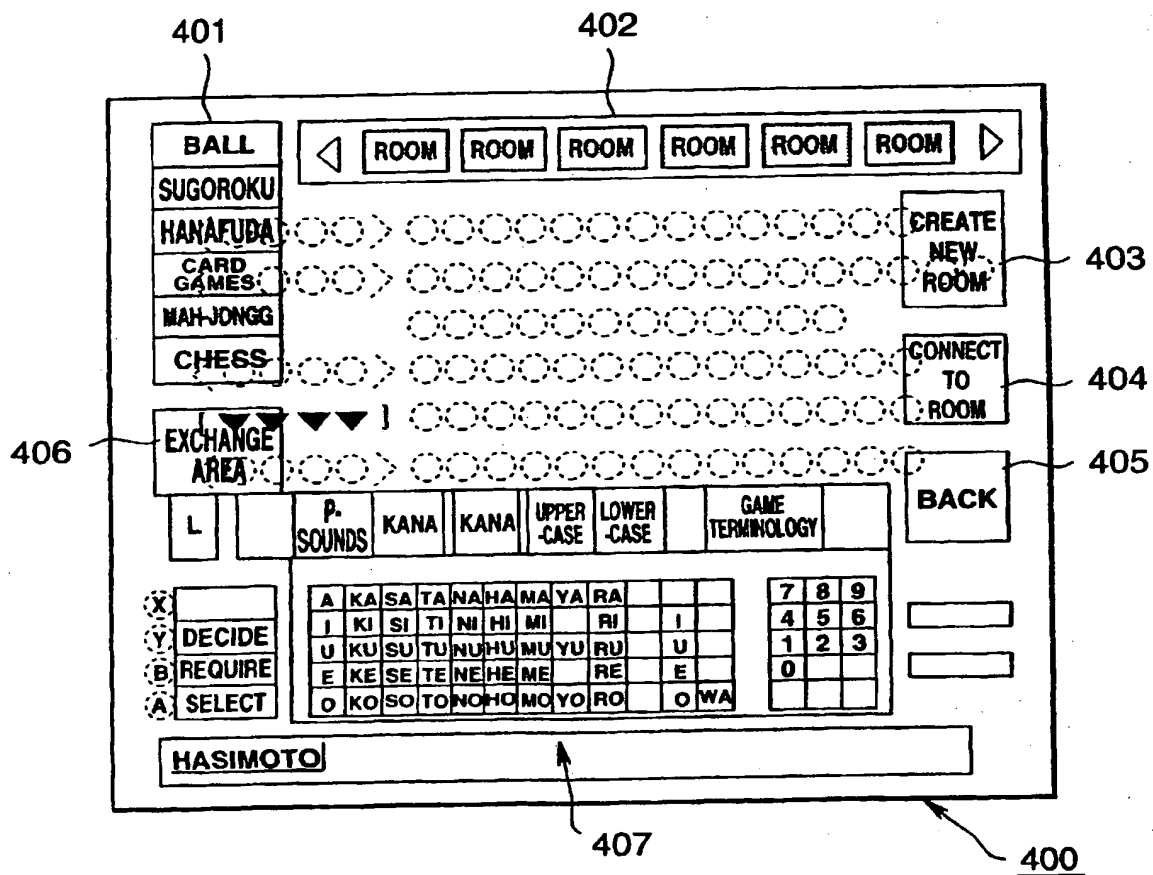 401
402
BALL
SUGOROKU
HANAFUDA
CARD GAMES
MAH-JONGG
CHESS
ROOM ROOM ROOM ROOM ROOM ROOM
CREATE
NEW
ROOM
403
CONNECT
TO
ROOM
404
406
EXCHANGE
AREA
405
BACK
L
P.
SOUNDS
KANA
KANA
UPPER
-CASE
LOWER
-CASE
GAME
TERMINOLOGY
X
Y DECIDE
B REQUIRE
A SELECT
A KA SA TA NA HA MA YA RA
I KI SI TI NI HI MI RI I
U KU SU TU NU HU MU YU RU U
E KE SE TE NE HE ME RE E
O KO SO TO NO HO MO YO RO O WA
7 8 9
4 5 6
1 2 3
0
HASIMOTO
407
400